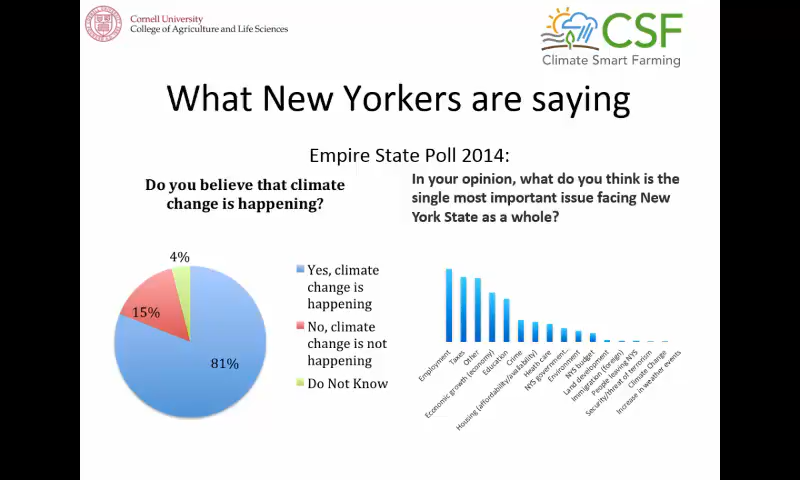 Cornell University
College of Agriculture and Life Sciences
CSF
Climate Smart Farming
What New Yorkers are saying
Empire State Poll 2014:
Do you believe that climate
change is happening?
4%
15%
81%
Yes, climate
change is
happening
No, climate
change is not
happening
Do Not Know
In your opinion, what do you think is the
single most important issue facing New
York State as a whole?
Employment
Taxes
Other
Economic growth (economy)
Education
Crime
Housing (affordability/availability)
Heath care
NYS government...
Environment
NYS budget
Land development
Immigration (foreign)
People leaving NYS
Security/threat of terrorism
Climate Change
Increase in weather events